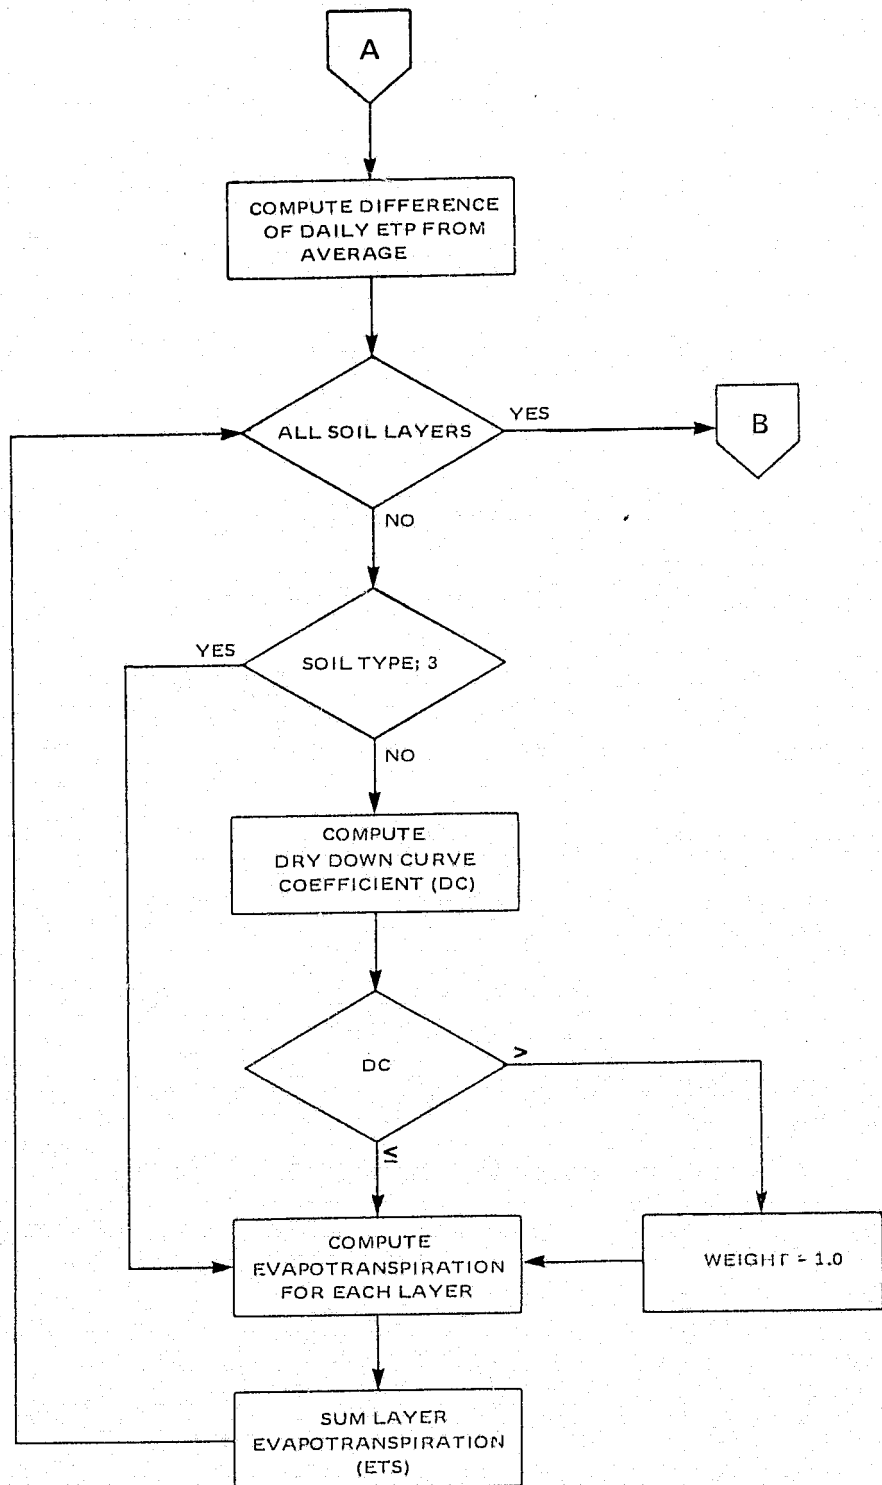 A
COMPUTE DIFFERENCE
OF DAILY ETP FROM
AVERAGE
ALL SOIL LAYERS
YES
B
NO
YES
SOIL TYPE; 3
NO
COMPUTE
DRY DOWN CURVE
COEFFICIENT (DC)
DC
>
≤
COMPUTE
EVAPOTRANSPIRATION
FOR EACH LAYER
WEIGHT = 1.0
SUM LAYER
EVAPOTRANSPIRATION
(ETS)